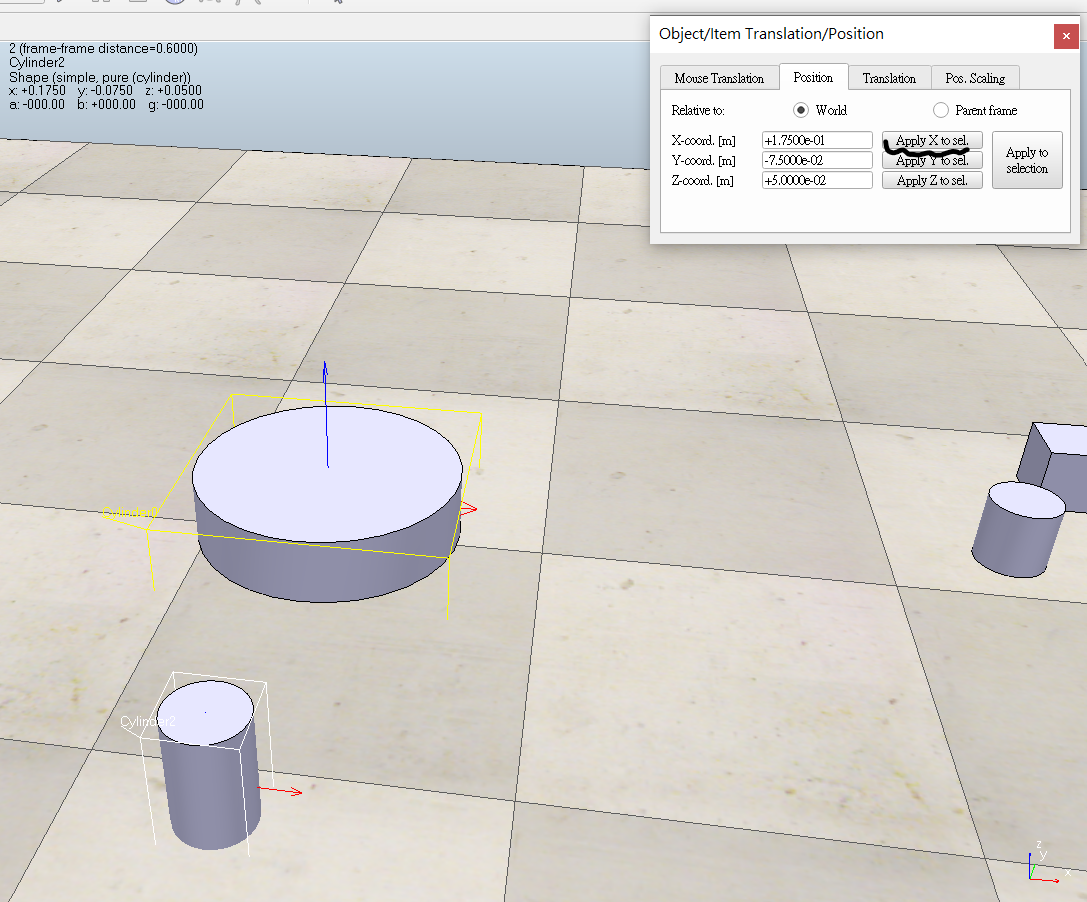 2 (frame-frame distance=0.6000)
Cylinder2
Shape (simple, pure (cylinder))
x: +0.1750 y: -0.0750 z: +0.0500
a: -000.00 b: +000.00 g: -000.00
Object/Item Translation/Position
Mouse Translation Position Translation Pos. Scaling
Relative to: World Parent frame
X-coord. [m] +1.7500e-01 Apply X to sel.
Y-coord. [m] -7.5000e-02 Apply Y to sel.
Z-coord. [m] +5.0000e-02 Apply Z to sel.
Apply to
selection
Cylinder0
Cylinder2
z
y
x